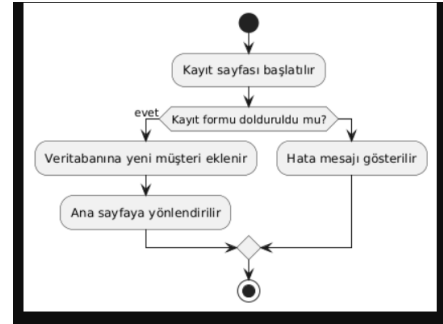 Kayıt sayfası başlatılır
evet
Kayıt formu dolduruldu mu?
Veritabanına yeni müşteri eklenir
Hata mesajı gösterilir
Ana sayfaya yönlendirilir